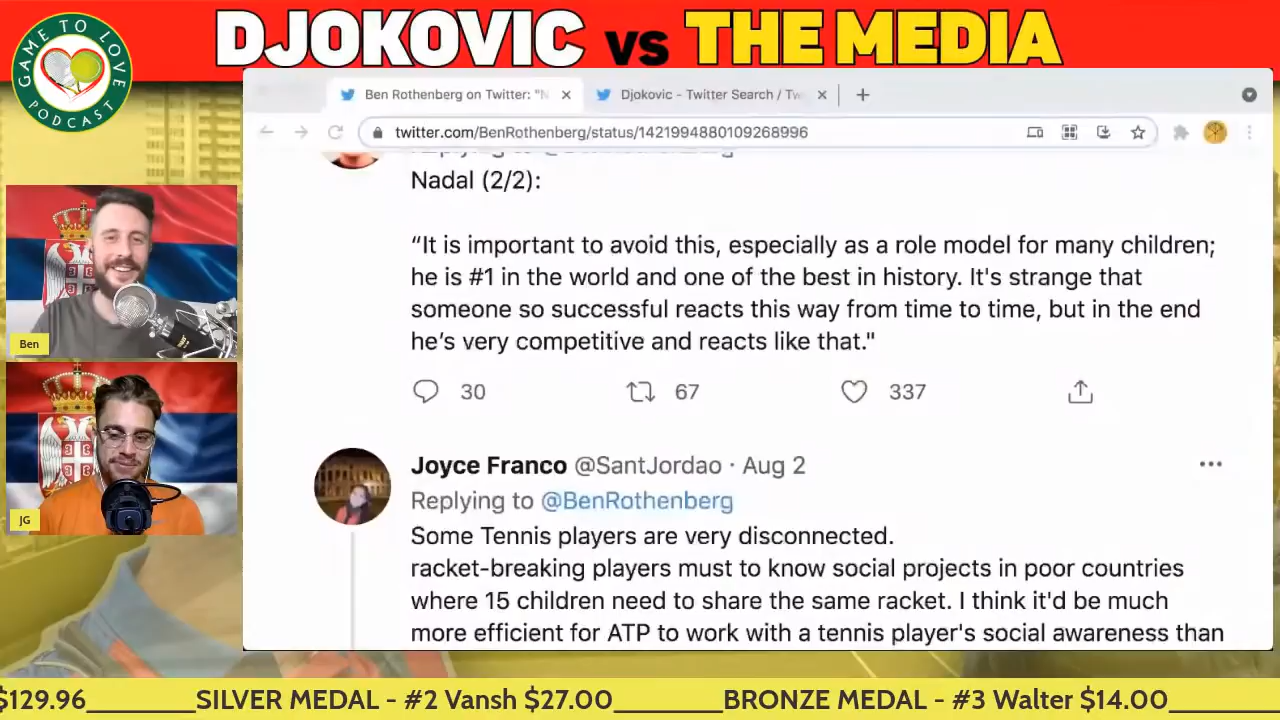 DJOKOVIC vs THE MEDIA
GAME TO LOVE
PODCAST
Ben Rothenberg on Twitter: "N
Djokovic - Twitter Search / Tw
twitter.com/BenRothenberg/status/1421994880109268996
Nadal (2/2):
“It is important to avoid this, especially as a role model for many children;
he is #1 in the world and one of the best in history. It's strange that
someone so successful reacts this way from time to time, but in the end
he’s very competitive and reacts like that."
30
67
337
Joyce Franco @SantJordao · Aug 2
Replying to @BenRothenberg
Some Tennis players are very disconnected.
racket-breaking players must to know social projects in poor countries
where 15 children need to share the same racket. I think it'd be much
more efficient for ATP to work with a tennis player's social awareness than
Ben
JG
$129.96_______SILVER MEDAL - #2 Vansh $27.00_______BRONZE MEDAL - #3 Walter $14.00_______